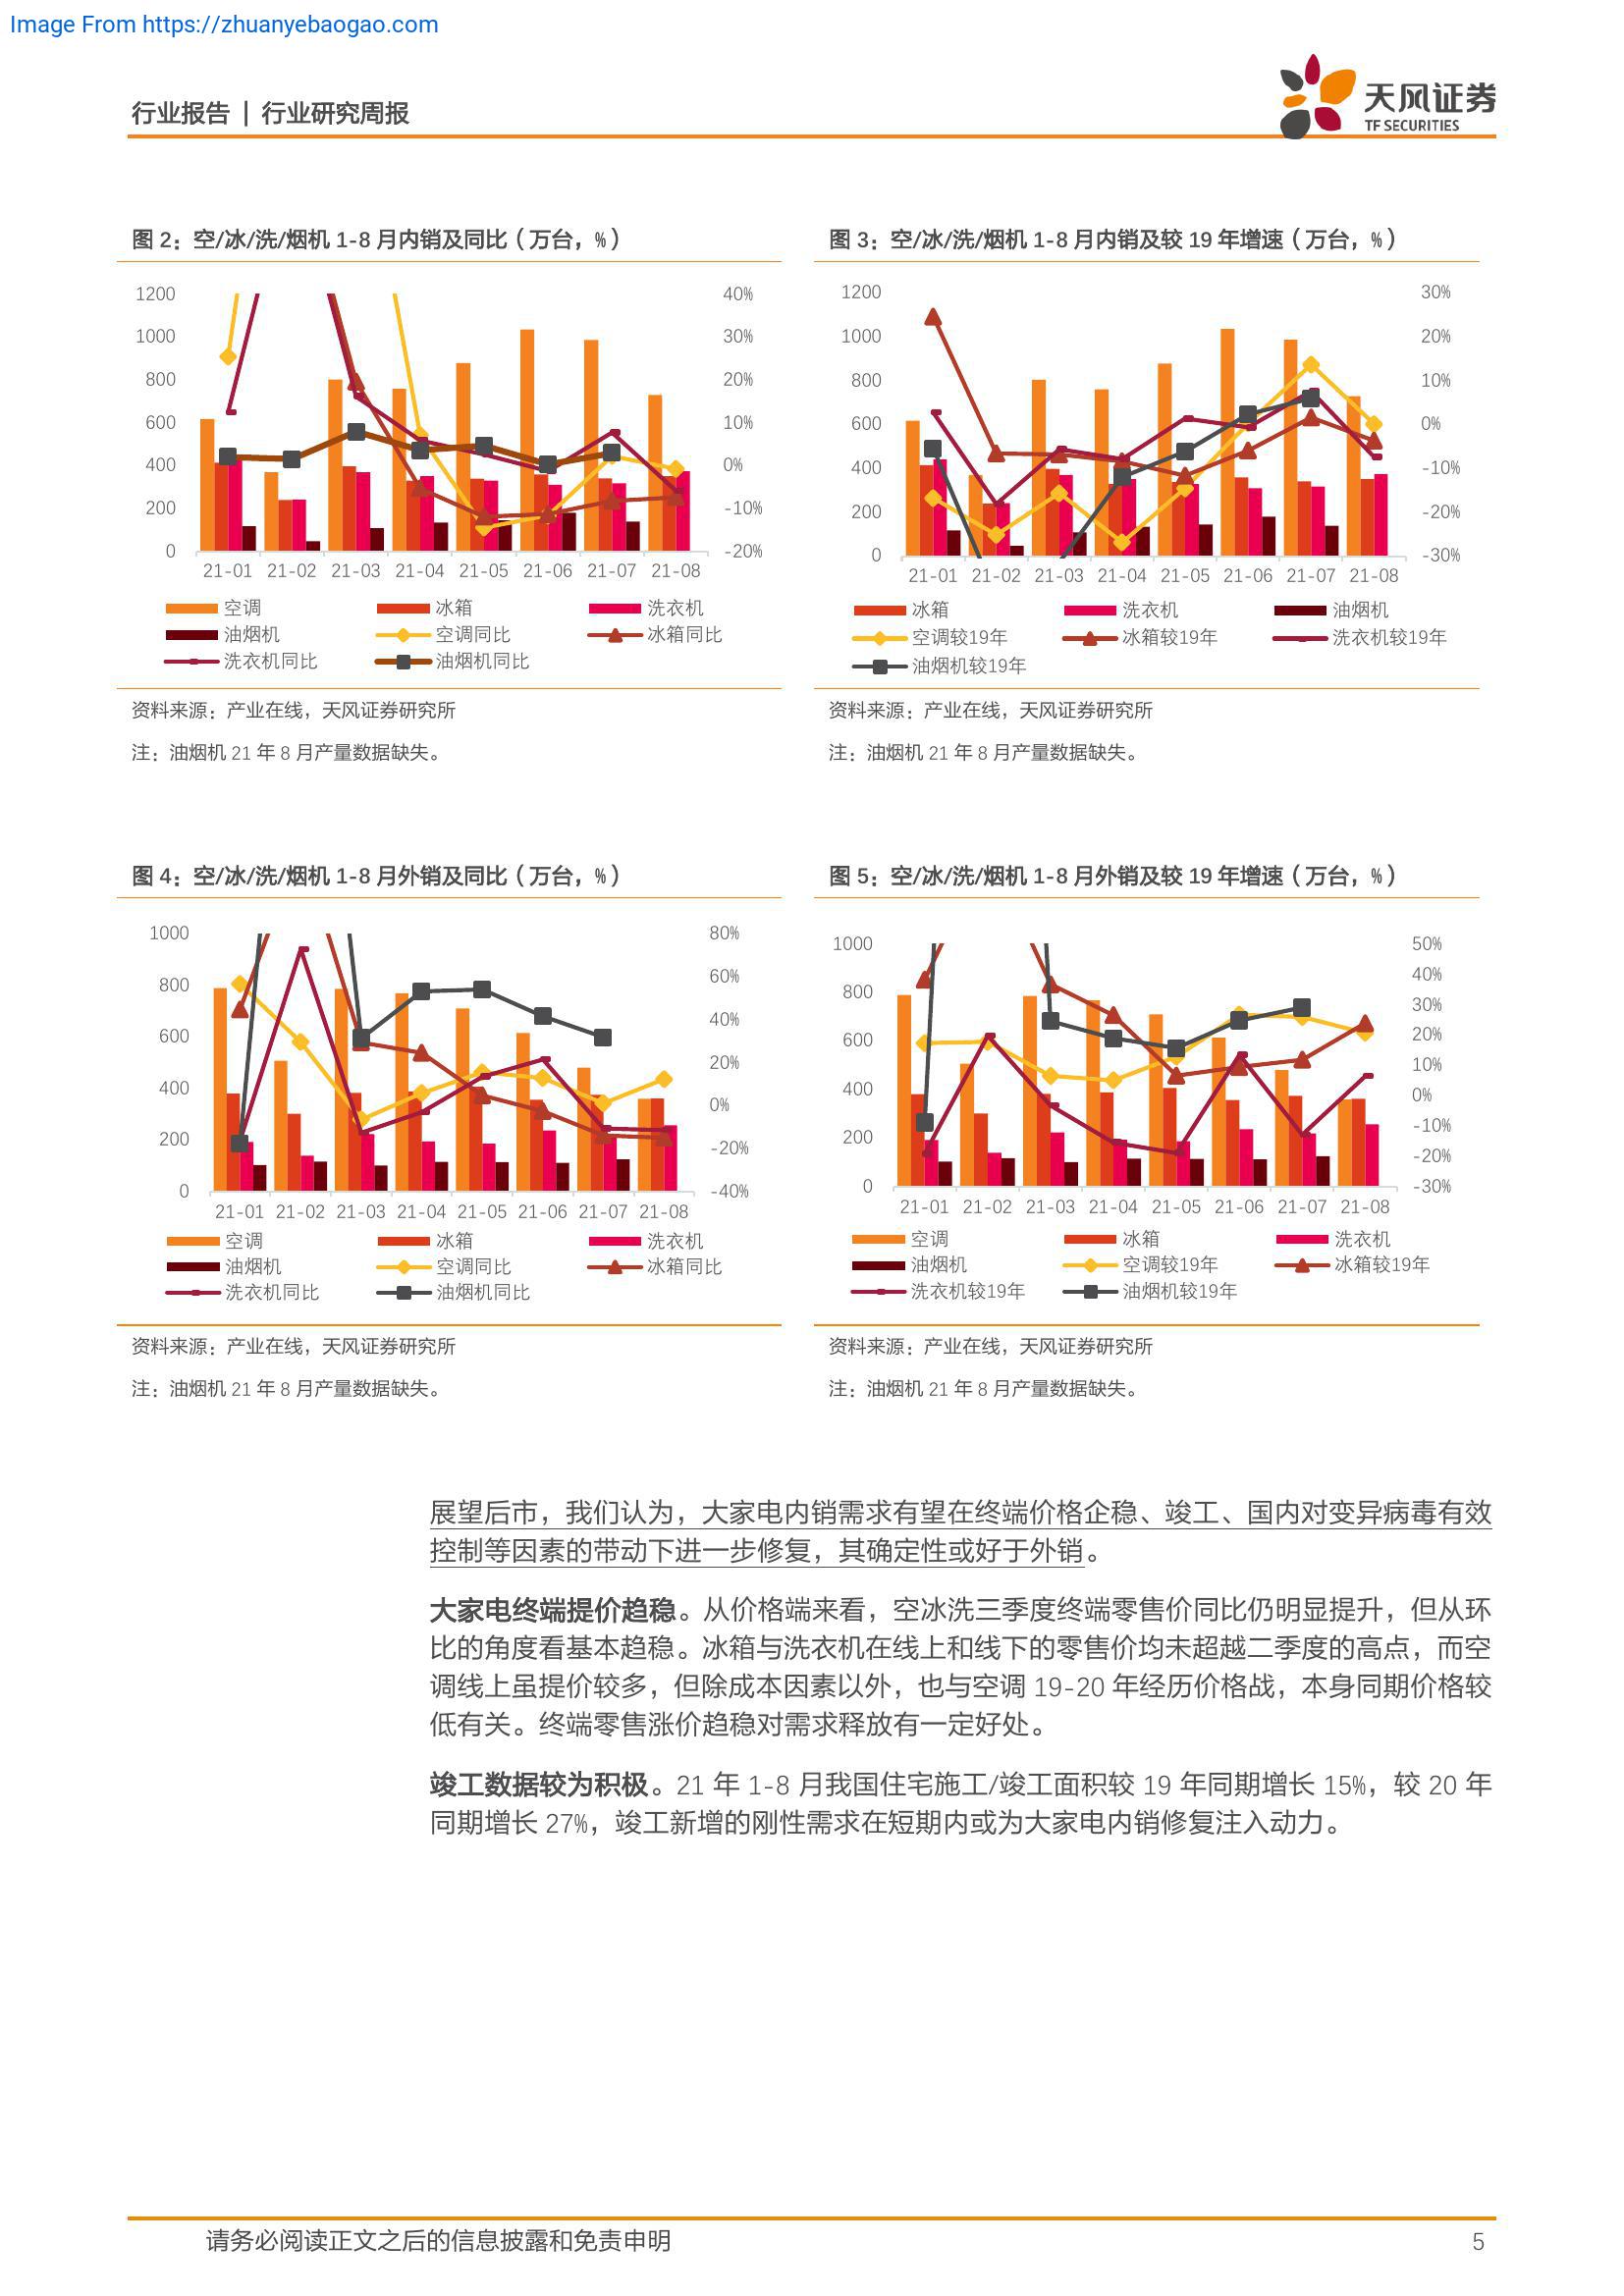 Image From https://zhuanyebaogao.com
行业报告 | 行业研究周报
天风证券
TF SECURITIES
图 2：空/冰/洗/烟机 1-8 月内销及同比（万台，%）
1200
1000
800
600
400
200
0
40%
30%
20%
10%
0%
-10%
-20%
21-01 21-02 21-03 21-04 21-05 21-06 21-07 21-08
空调 冰箱 洗衣机
油烟机 空调同比 冰箱同比
洗衣机同比 油烟机同比
资料来源：产业在线，天风证券研究所
注：油烟机 21 年 8 月产量数据缺失。
图 3：空/冰/洗/烟机 1-8 月内销及较 19 年增速（万台，%）
1200
1000
800
600
400
200
0
30%
20%
10%
0%
-10%
-20%
-30%
21-01 21-02 21-03 21-04 21-05 21-06 21-07 21-08
冰箱 洗衣机 油烟机
空调较19年 冰箱较19年 洗衣机较19年
油烟机较19年
资料来源：产业在线，天风证券研究所
注：油烟机 21 年 8 月产量数据缺失。
图 4：空/冰/洗/烟机 1-8 月外销及同比（万台，%）
1000
800
600
400
200
0
80%
60%
40%
20%
0%
-20%
-40%
21-01 21-02 21-03 21-04 21-05 21-06 21-07 21-08
空调 冰箱 洗衣机
油烟机 空调同比 冰箱同比
洗衣机同比 油烟机同比
资料来源：产业在线，天风证券研究所
注：油烟机 21 年 8 月产量数据缺失。
图 5：空/冰/洗/烟机 1-8 月外销及较 19 年增速（万台，%）
1000
800
600
400
200
0
50%
40%
30%
20%
10%
0%
-10%
-20%
-30%
21-01 21-02 21-03 21-04 21-05 21-06 21-07 21-08
空调 冰箱 洗衣机
油烟机 空调较19年 冰箱较19年
洗衣机较19年 油烟机较19年
资料来源：产业在线，天风证券研究所
注：油烟机 21 年 8 月产量数据缺失。
展望后市，我们认为，大家电内销需求有望在终端价格企稳、竣工、国内对变异病毒有效
控制等因素的带动下进一步修复，其确定性或好于外销。
大家电终端提价趋稳。从价格端来看，空冰洗三季度终端零售价同比仍明显提升，但从环
比的角度看基本趋稳。冰箱与洗衣机在线上和线下的零售价均未超越二季度的高点，而空
调线上虽提价较多，但除成本因素以外，也与空调 19-20 年经历价格战，本身同期价格较
低有关。终端零售涨价趋稳对需求释放有一定好处。
竣工数据较为积极。21 年 1-8 月我国住宅施工/竣工面积较 19 年同期增长 15%，较 20 年
同期增长 27%，竣工新增的刚性需求在短期内或为大家电内销修复注入动力。
请务必阅读正文之后的信息披露和免责申明
5